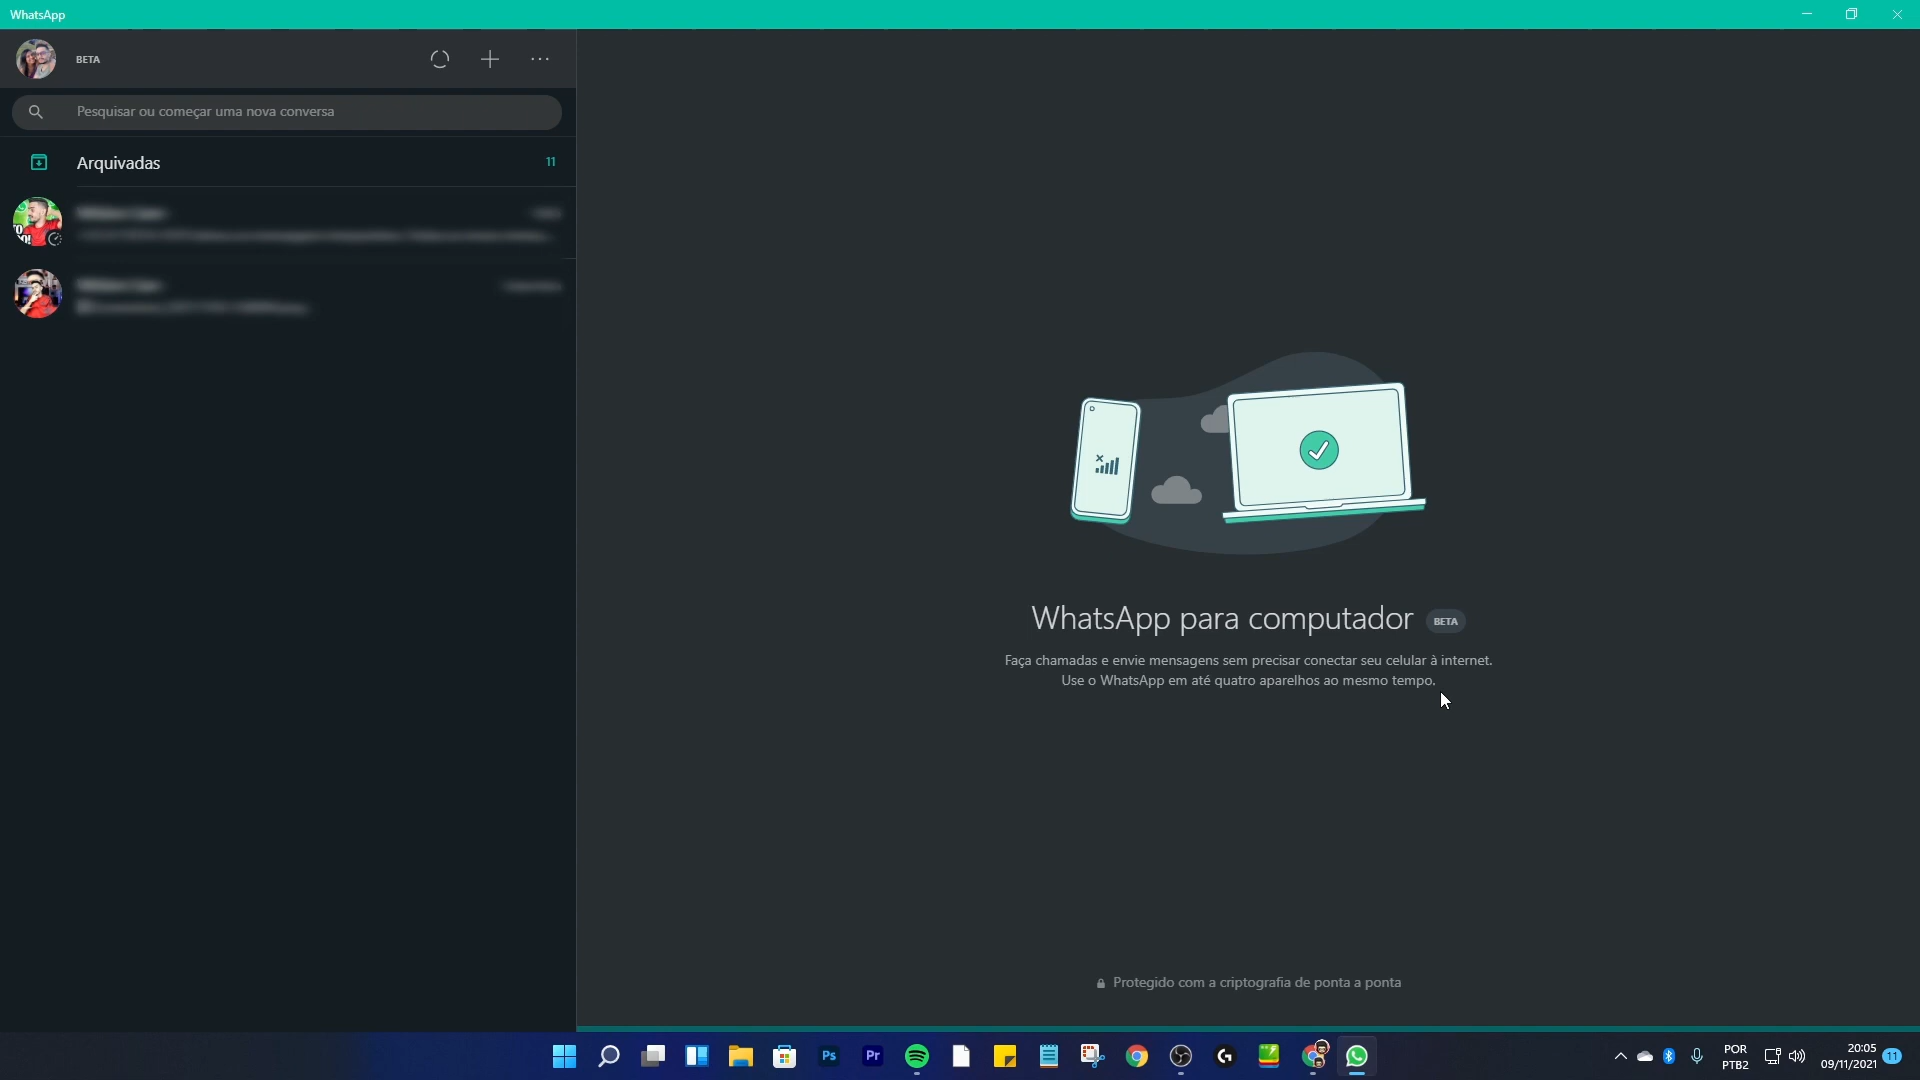 WhatsApp
BETA
Pesquisar ou começar uma nova conversa
Arquivadas
11
WhatsApp para computador BETA
Faça chamadas e envie mensagens sem precisar conectar seu celular à internet.
Use o WhatsApp em até quatro aparelhos ao mesmo tempo.
Protegido com a criptografia de ponta a ponta
Ps
Pr
POR
PTB2
20:05
09/11/2021
11